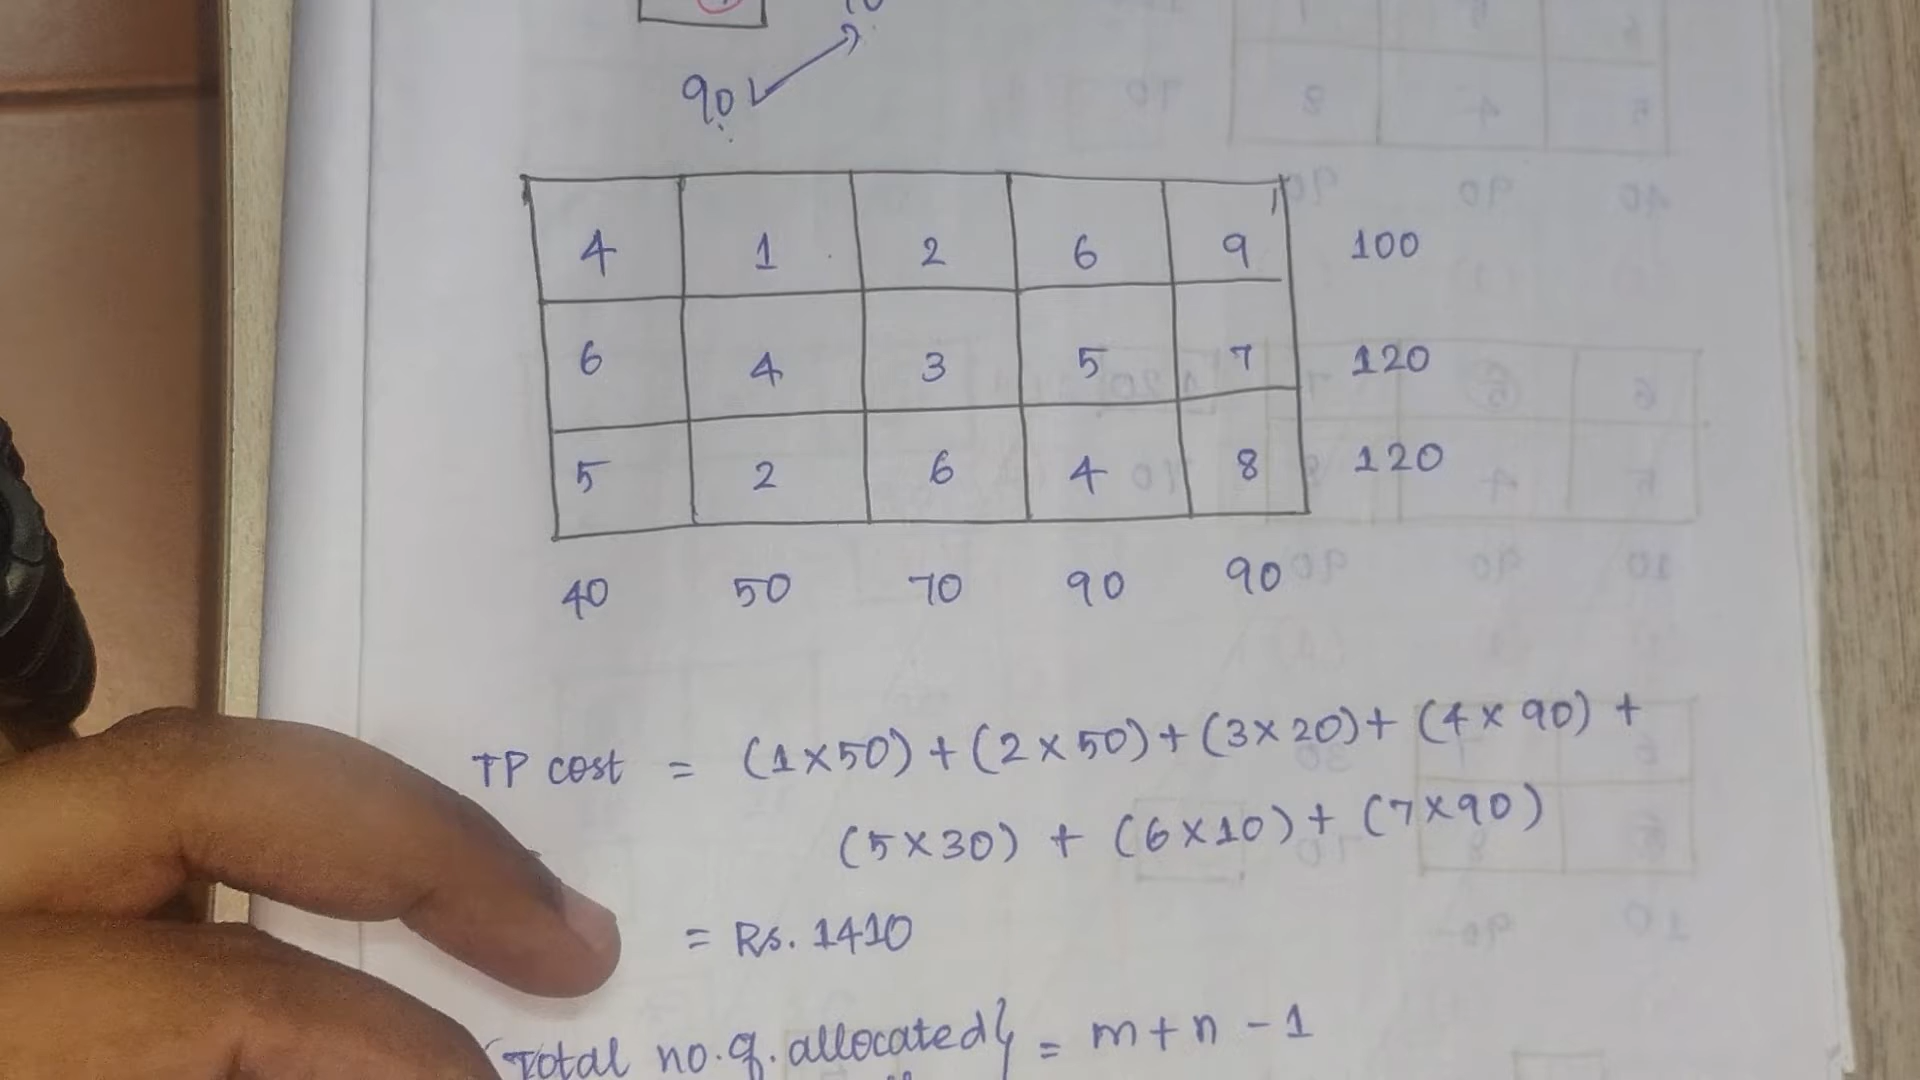 90
4 1 2 6 9 100
6 4 3 5 7 120
5 2 6 4 8 120
40 50 70 90 90
TP cost = (1 x 50) + (2 x 50) + (3 x 20) + (4 x 90) +
(5 x 30) + (6 x 10) + (7 x 90)
= Rs. 1410
Total no. of. allocated} = m + n - 1